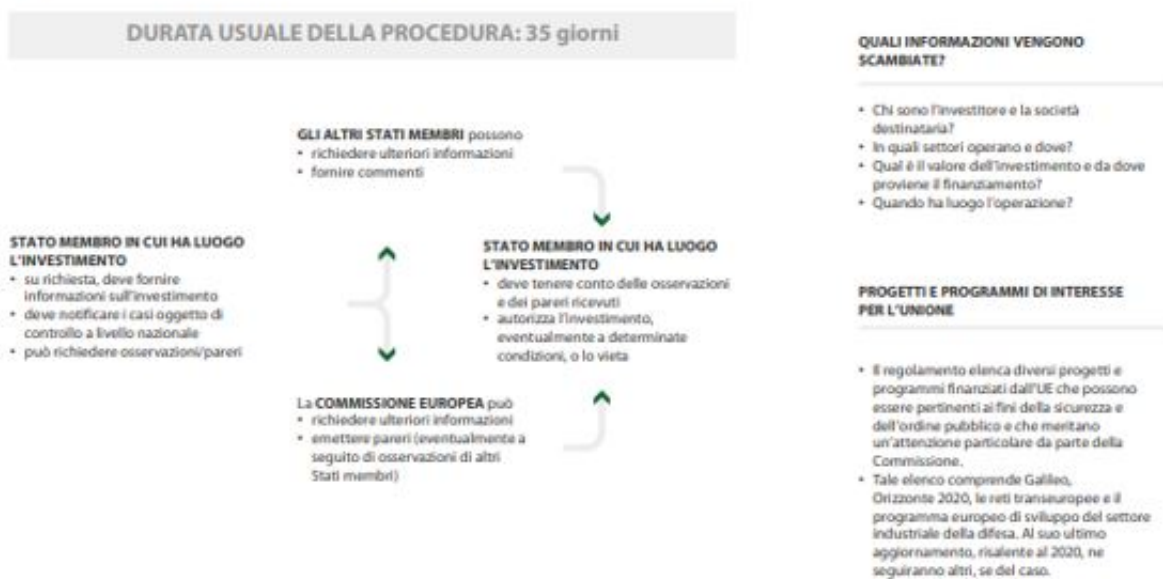 DURATA USUALE DELLA PROCEDURA: 35 giorni
GLI ALTRI STATI MEMBRI possono
• richiedere ulteriori informazioni
• fornire commenti
STATO MEMBRO IN CUI HA LUOGO
L'INVESTIMENTO
• su richiesta, deve fornire
informazioni sull'investimento
• deve notificare i casi oggetto di
controllo a livello nazionale
• può richiedere osservazioni/pareri
STATO MEMBRO IN CUI HA LUOGO
L'INVESTIMENTO
• deve tenere conto delle osservazioni
e dei pareri ricevuti
• autorizza l'investimento,
eventualmente a determinate
condizioni, o lo vieta
La COMMISSIONE EUROPEA può
• richiedere ulteriori informazioni
• emettere pareri (eventualmente a
seguito di osservazioni di altri
Stati membri)
QUALI INFORMAZIONI VENGONO
SCAMBIATE?
• Chi sono l'investitore e la società
destinataria?
• In quali settori operano e dove?
• Qual è il valore dell'investimento e da dove
proviene il finanziamento?
• Quando ha luogo l'operazione?
PROGETTI E PROGRAMMI DI INTERESSE
PER L'UNIONE
• Il regolamento elenca diversi progetti e
programmi finanziati dall'UE che possono
essere pertinenti ai fini della sicurezza e
dell'ordine pubblico e che meritano
un'attenzione particolare da parte della
Commissione.
• Tale elenco comprende Galileo,
Orizzonte 2020, le reti transeuropee e il
programma europeo di sviluppo del settore
industriale della difesa. Al suo ultimo
aggiornamento, risalente al 2020, ne
seguiranno altri, se del caso.